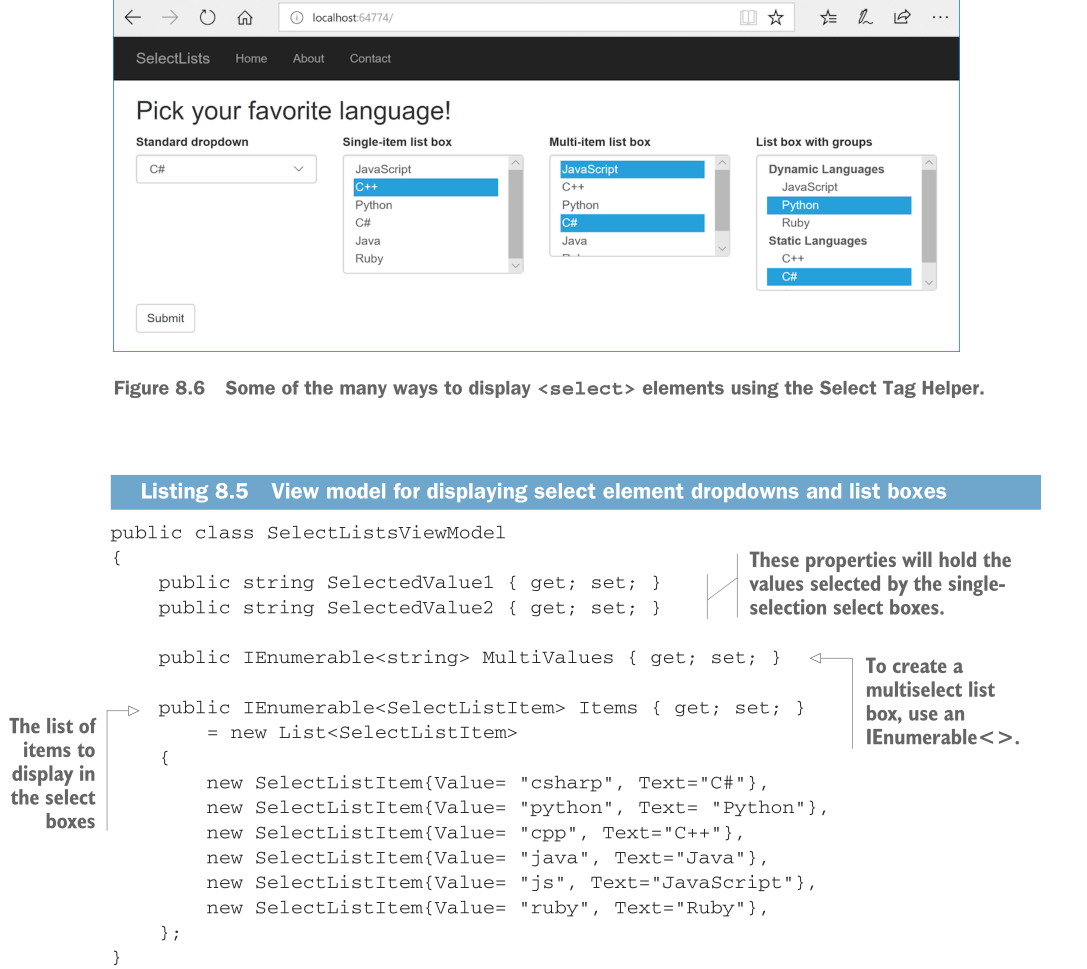 localhost:64774/
SelectLists Home About Contact
Pick your favorite language!
Standard dropdown
C#
Single-item list box
JavaScript
C++
Python
C#
Java
Ruby
Multi-item list box
JavaScript
C++
Python
C#
Java
List box with groups
Dynamic Languages
JavaScript
Python
Ruby
Static Languages
C++
C#
Submit
Figure 8.6 Some of the many ways to display <select> elements using the Select Tag Helper.
Listing 8.5 View model for displaying select element dropdowns and list boxes
public class SelectListsViewModel
{
public string SelectedValue1 { get; set; }
public string SelectedValue2 { get; set; }
These properties will hold the
values selected by the single-
selection select boxes.
public IEnumerable<string> MultiValues { get; set; }
To create a
multiselect list
box, use an
IEnumerable<>.
The list of
items to
display in
the select
boxes
public IEnumerable<SelectListItem> Items { get; set; }
= new List<SelectListItem>
{
new SelectListItem{Value= "csharp", Text="C#"},
new SelectListItem{Value= "python", Text= "Python"},
new SelectListItem{Value= "cpp", Text="C++"},
new SelectListItem{Value= "java", Text="Java"},
new SelectListItem{Value= "js", Text="JavaScript"},
new SelectListItem{Value= "ruby", Text="Ruby"},
};
}